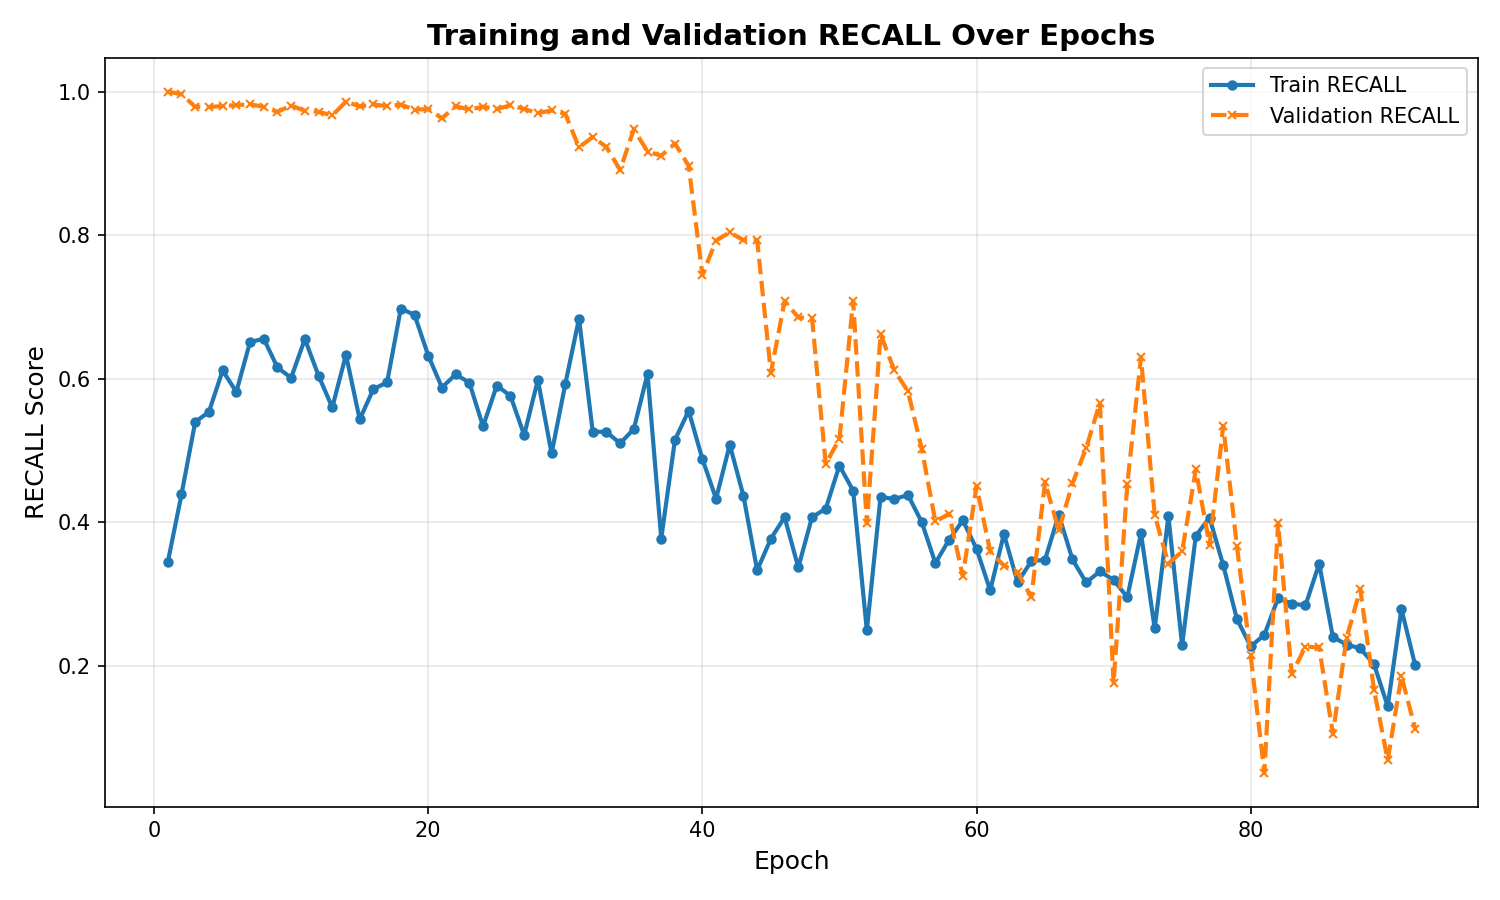 Training and Validation RECALL Over Epochs
Train RECALL
Validation RECALL
RECALL Score
1.0
0.8
0.6
0.4
0.2
0
20
40
60
80
Epoch